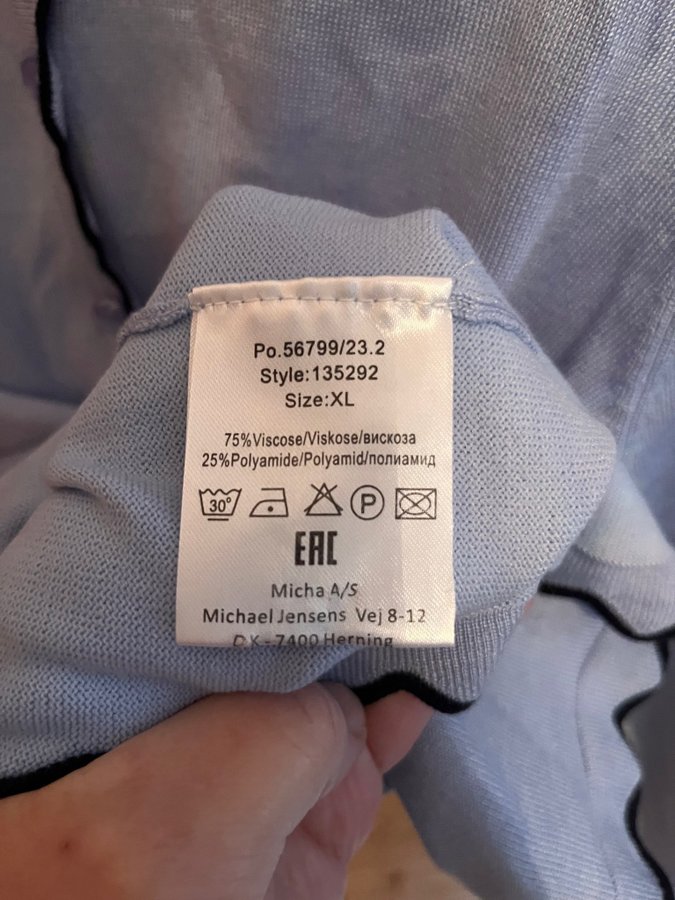 Po.56799/23.2
Style:135292
Size:XL
75%Viscose/Viskose/вискоза
25%Polyamide/Polyamid/полиамид
30° P
EAC
Micha A/S
Michael Jensens Vej 8-12
DK-7400 Herning